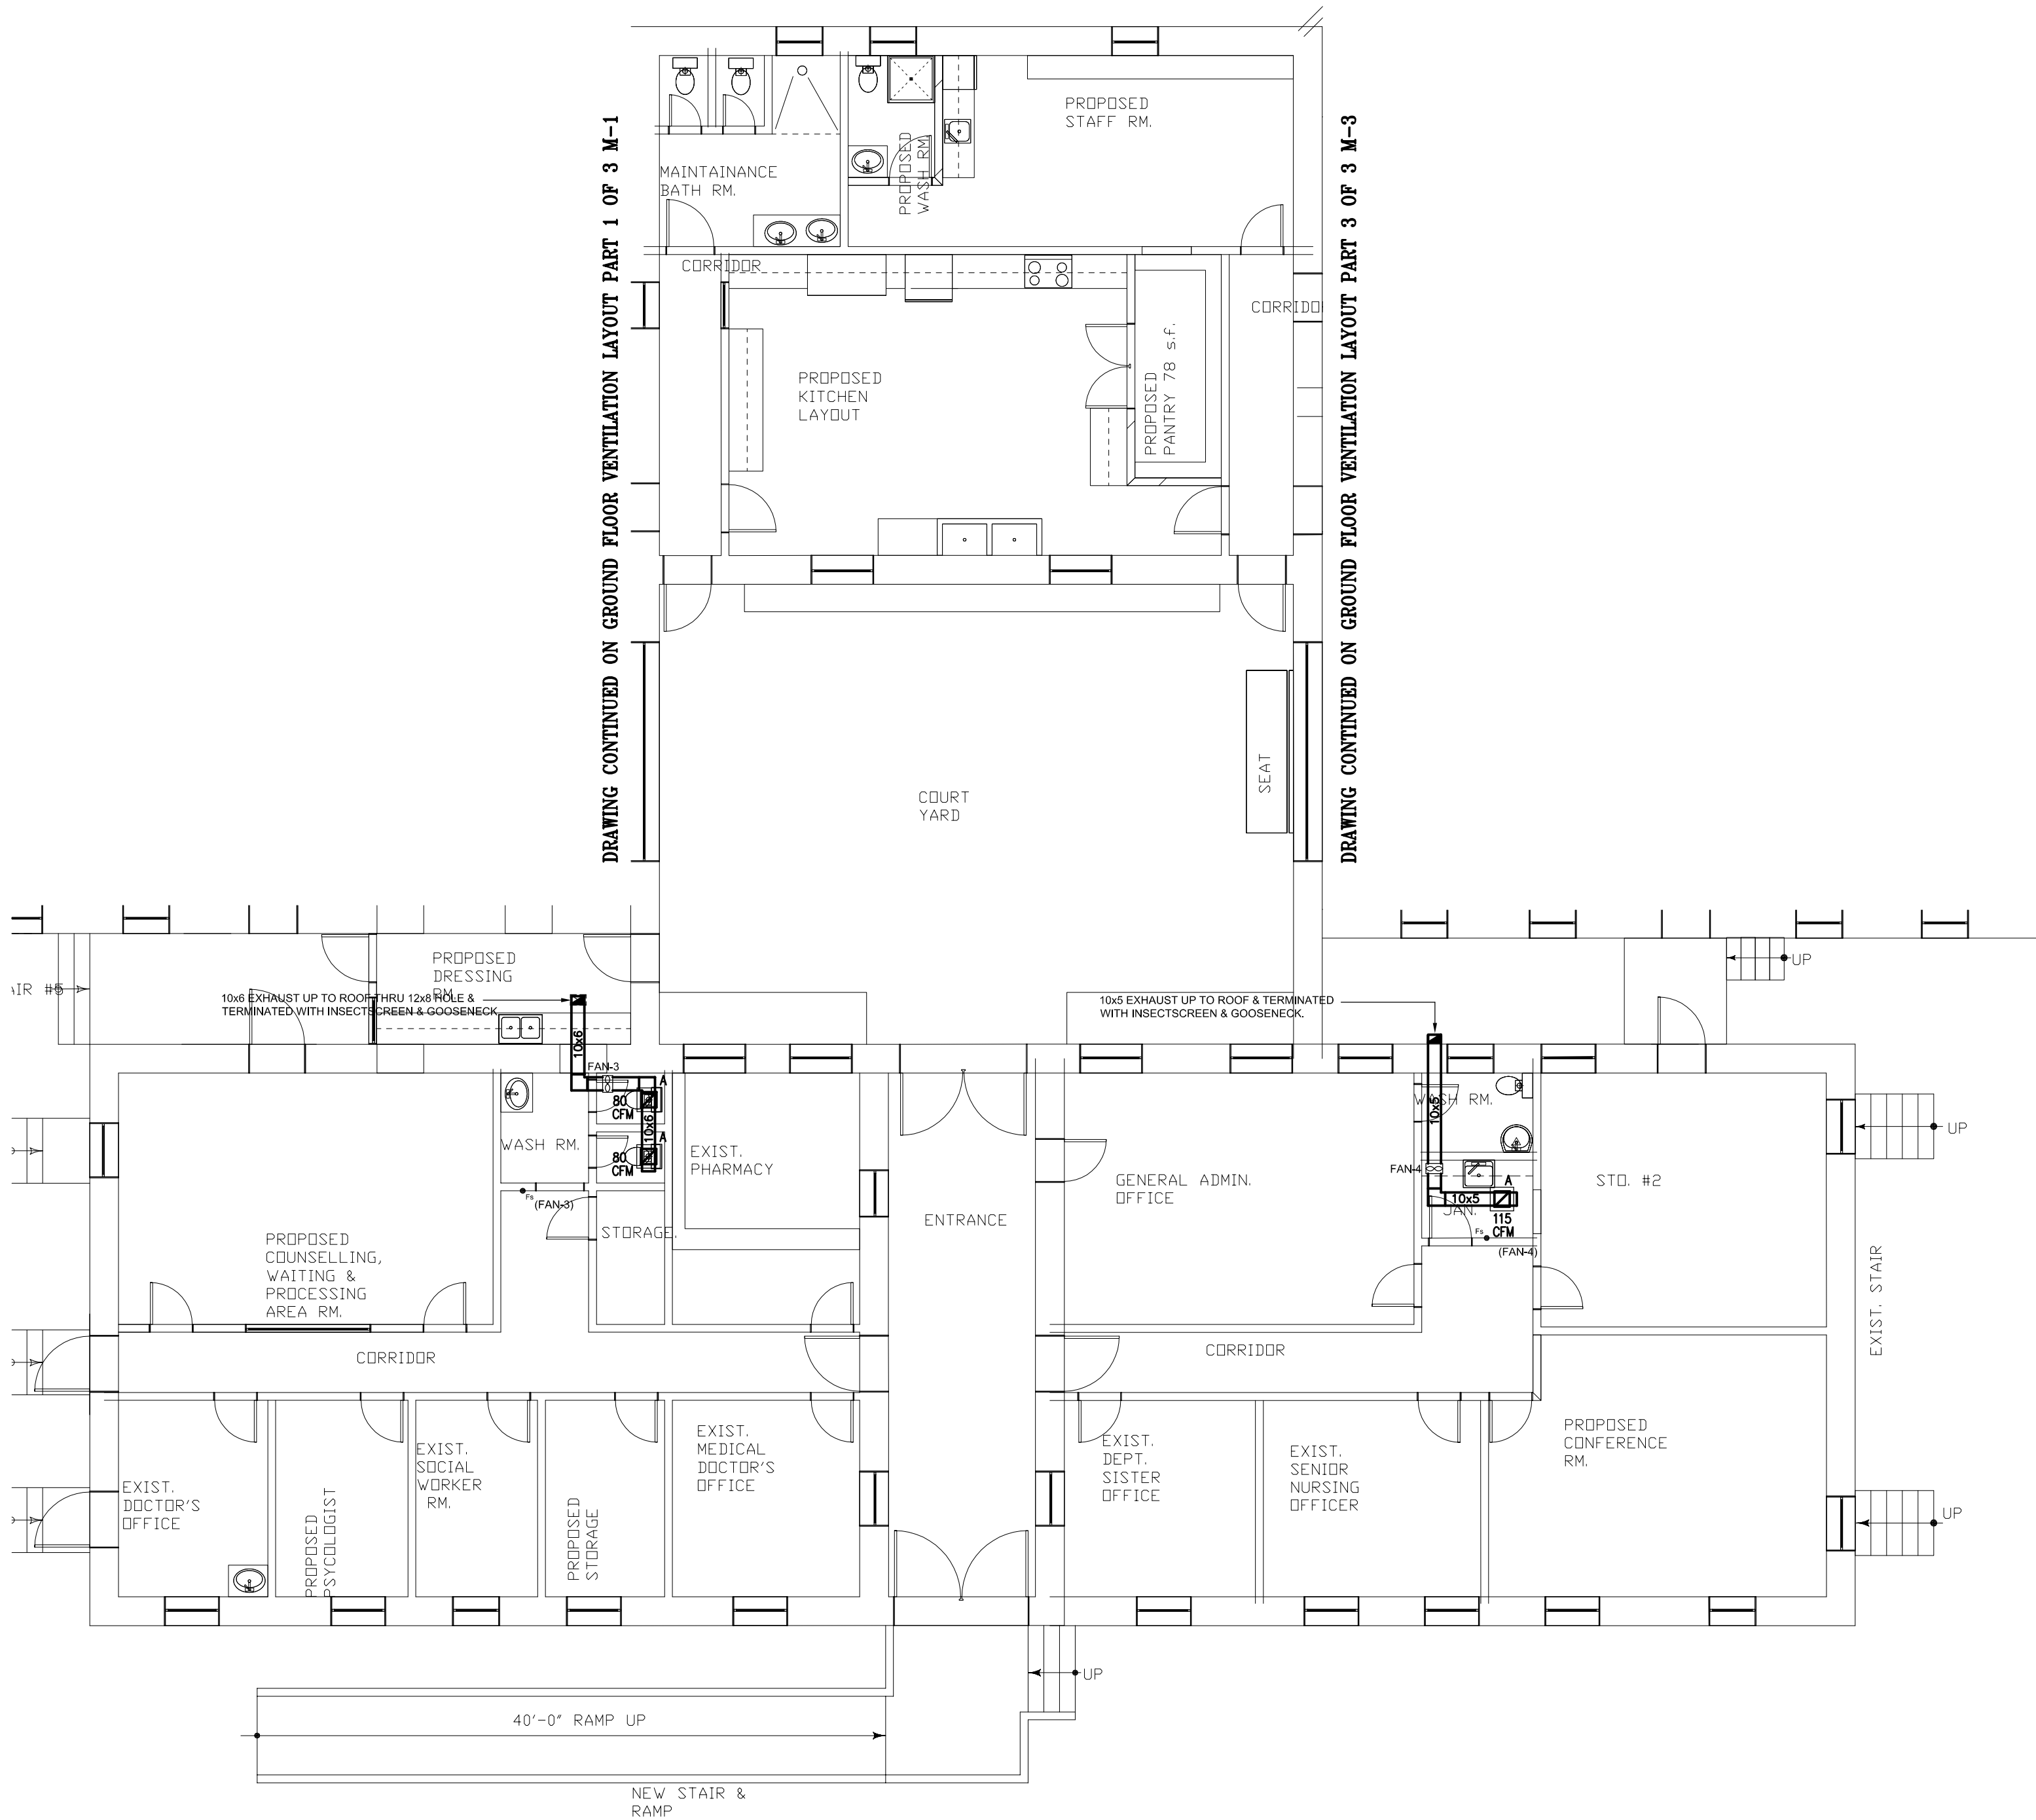 DRAWING CONTINUED ON GROUND FLOOR VENTILATION LAYOUT PART 1 OF 3 M-1
DRAWING CONTINUED ON GROUND FLOOR VENTILATION LAYOUT PART 3 OF 3 M-3
PROPOSED
STAFF RM.
PROPOSED
WASH RM.
MAINTAINANCE
BATH RM.
CORRIDOR
CORRIDO
PROPOSED
KITCHEN
LAYOUT
PROPOSED
PANTRY 78 s.f.
COURT
YARD
SEAT
PROPOSED
DRESSING
RM.
AIR #5
10x6 EXHAUST UP TO ROOF THRU 12x8 HOLE &
TERMINATED WITH INSECTSCREEN & GOOSENECK
10x5 EXHAUST UP TO ROOF & TERMINATED
WITH INSECTSCREEN & GOOSENECK.
UP
10x6
FAN-3
A
80
CFM
10x6
A
80
CFM
WASH RM.
Fs
(FAN-3)
STORAGE.
EXIST.
PHARMACY
ENTRANCE
GENERAL ADMIN.
OFFICE
WASH RM.
10x5
FAN-4
A
10x5
JAN.
115
CFM
Fs
(FAN-4)
STO. #2
UP
EXIST. STAIR
PROPOSED
COUNSELLING,
WAITING &
PROCESSING
AREA RM.
CORRIDOR
CORRIDOR
EXIST.
DOCTOR'S
OFFICE
PROPOSED
PSYCOLOGIST
EXIST.
SOCIAL
WORKER
RM.
PROPOSED
STORAGE
EXIST.
MEDICAL
DOCTOR'S
OFFICE
EXIST.
DEPT.
SISTER
OFFICE
EXIST.
SENIOR
NURSING
OFFICER
PROPOSED
CONFERENCE
RM.
UP
UP
40'-0" RAMP UP
NEW STAIR &
RAMP